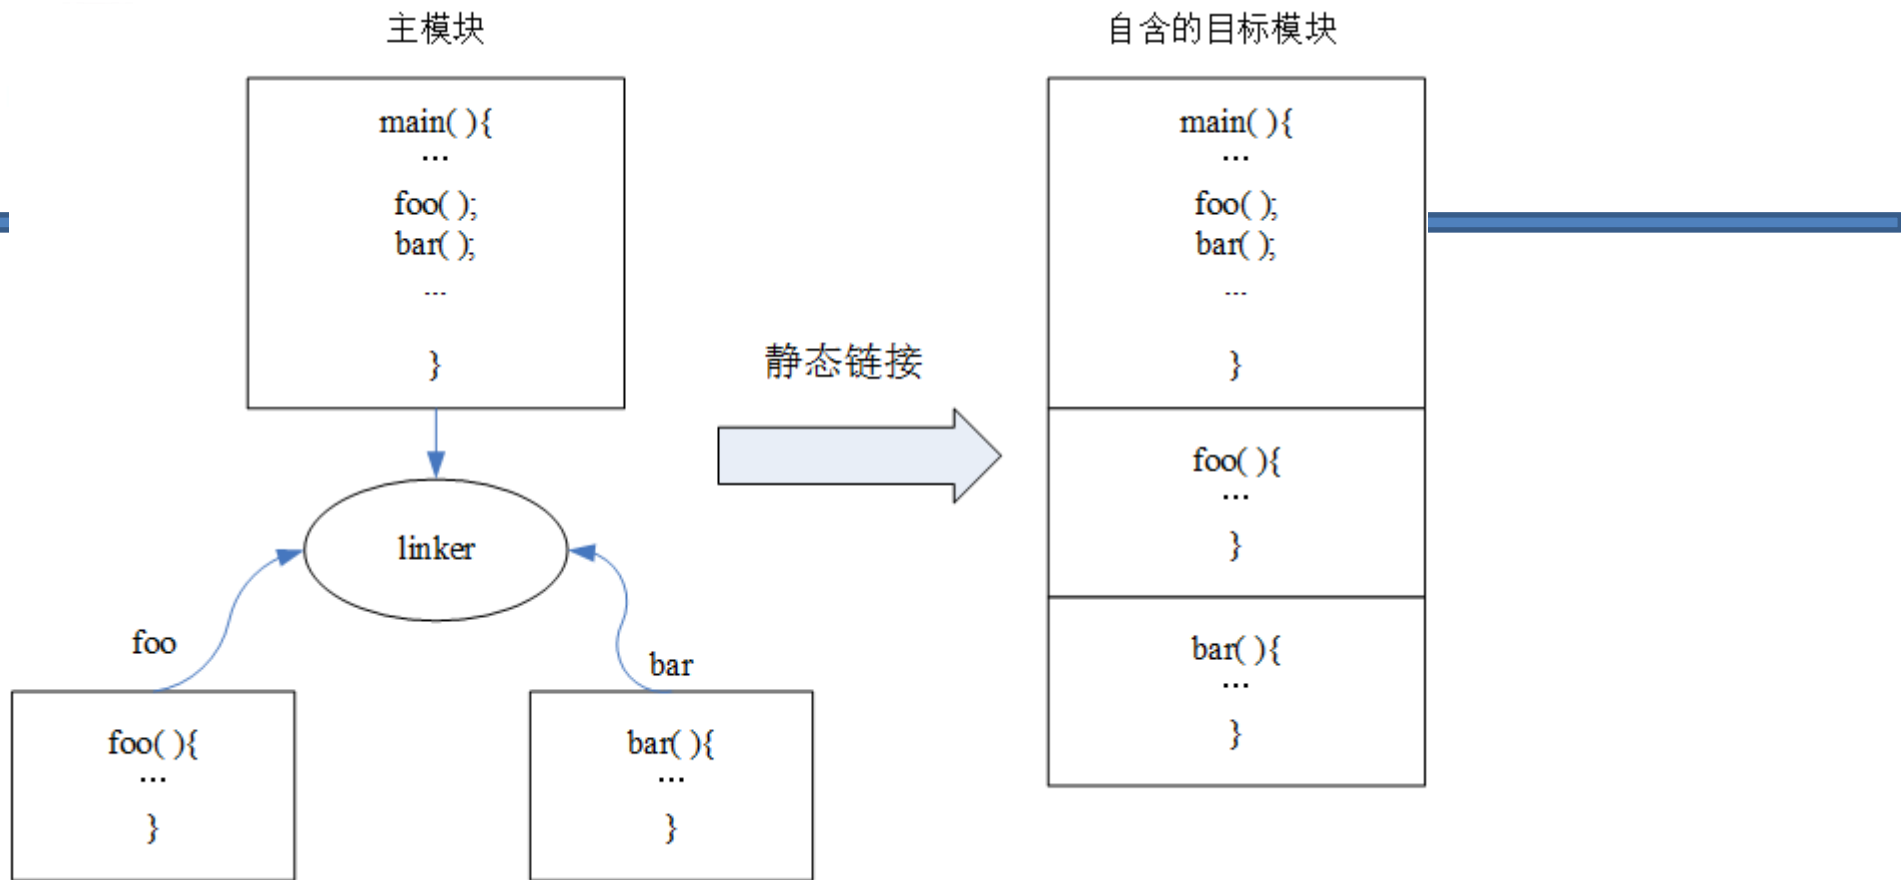 主模块
main( ){
...
foo( );
bar( );
...
}
linker
foo
bar
foo( ){
...
}
bar( ){
...
}
静态链接
自含的目标模块
main( ){
...
foo( );
bar( );
...
}
foo( ){
...
}
bar( ){
...
}